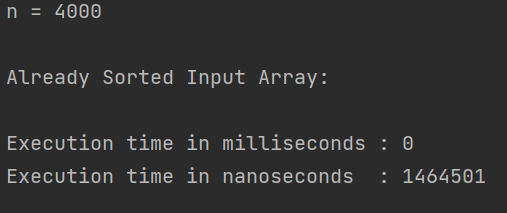 n = 4000
Already Sorted Input Array:
Execution time in milliseconds : 0
Execution time in nanoseconds  : 1464501